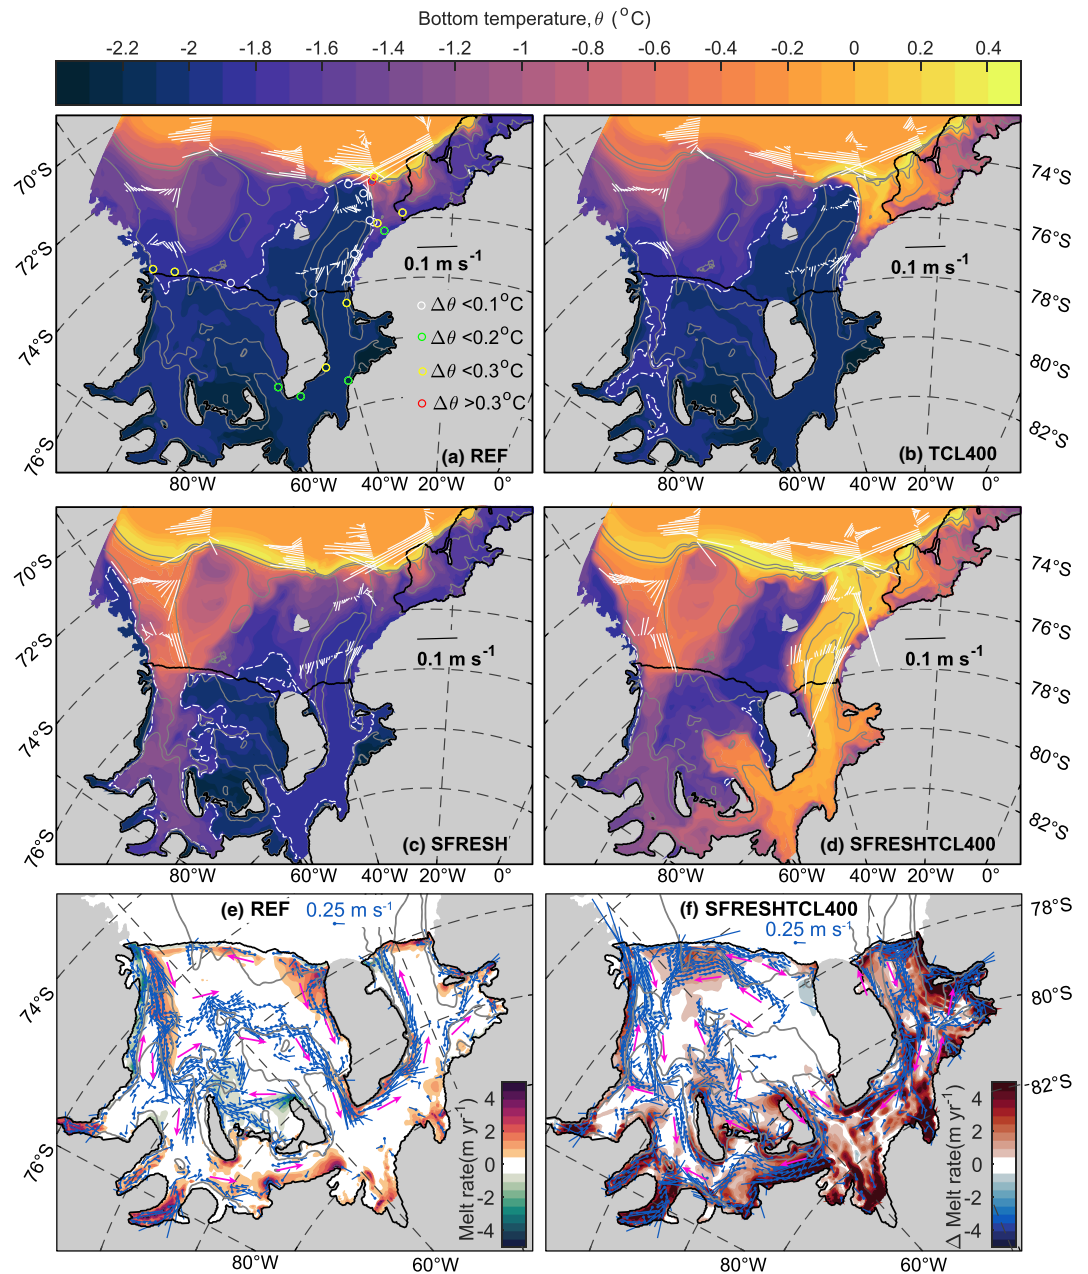 Bottom temperature, θ (°C)
-2.2 -2 -1.8 -1.6 -1.4 -1.2 -1 -0.8 -0.6 -0.4 -0.2 0 0.2 0.4
70°S
72°S
74°S
76°S
0.1 m s-1
Δθ <0.1°C
Δθ <0.2°C
Δθ <0.3°C
Δθ >0.3°C
(a) REF
80°W 60°W 40°W 20°W 0°
74°S
76°S
78°S
80°S
82°S
0.1 m s-1
(b) TCL400
80°W 60°W 40°W 20°W 0°
70°S
72°S
74°S
76°S
0.1 m s-1
(c) SFRESH
80°W 60°W 40°W 20°W 0°
74°S
76°S
78°S
80°S
82°S
0.1 m s-1
(d) SFRESHTCL400
80°W 60°W 40°W 20°W 0°
(e) REF 0.25 m s-1
74°S
76°S
Melt rate(m yr-1)
4
2
0
-2
-4
80°W 60°W
(f) SFRESHTCL400
0.25 m s-1
78°S
80°S
82°S
Δ Melt rate(m yr-1)
4
2
0
-2
-4
80°W 60°W